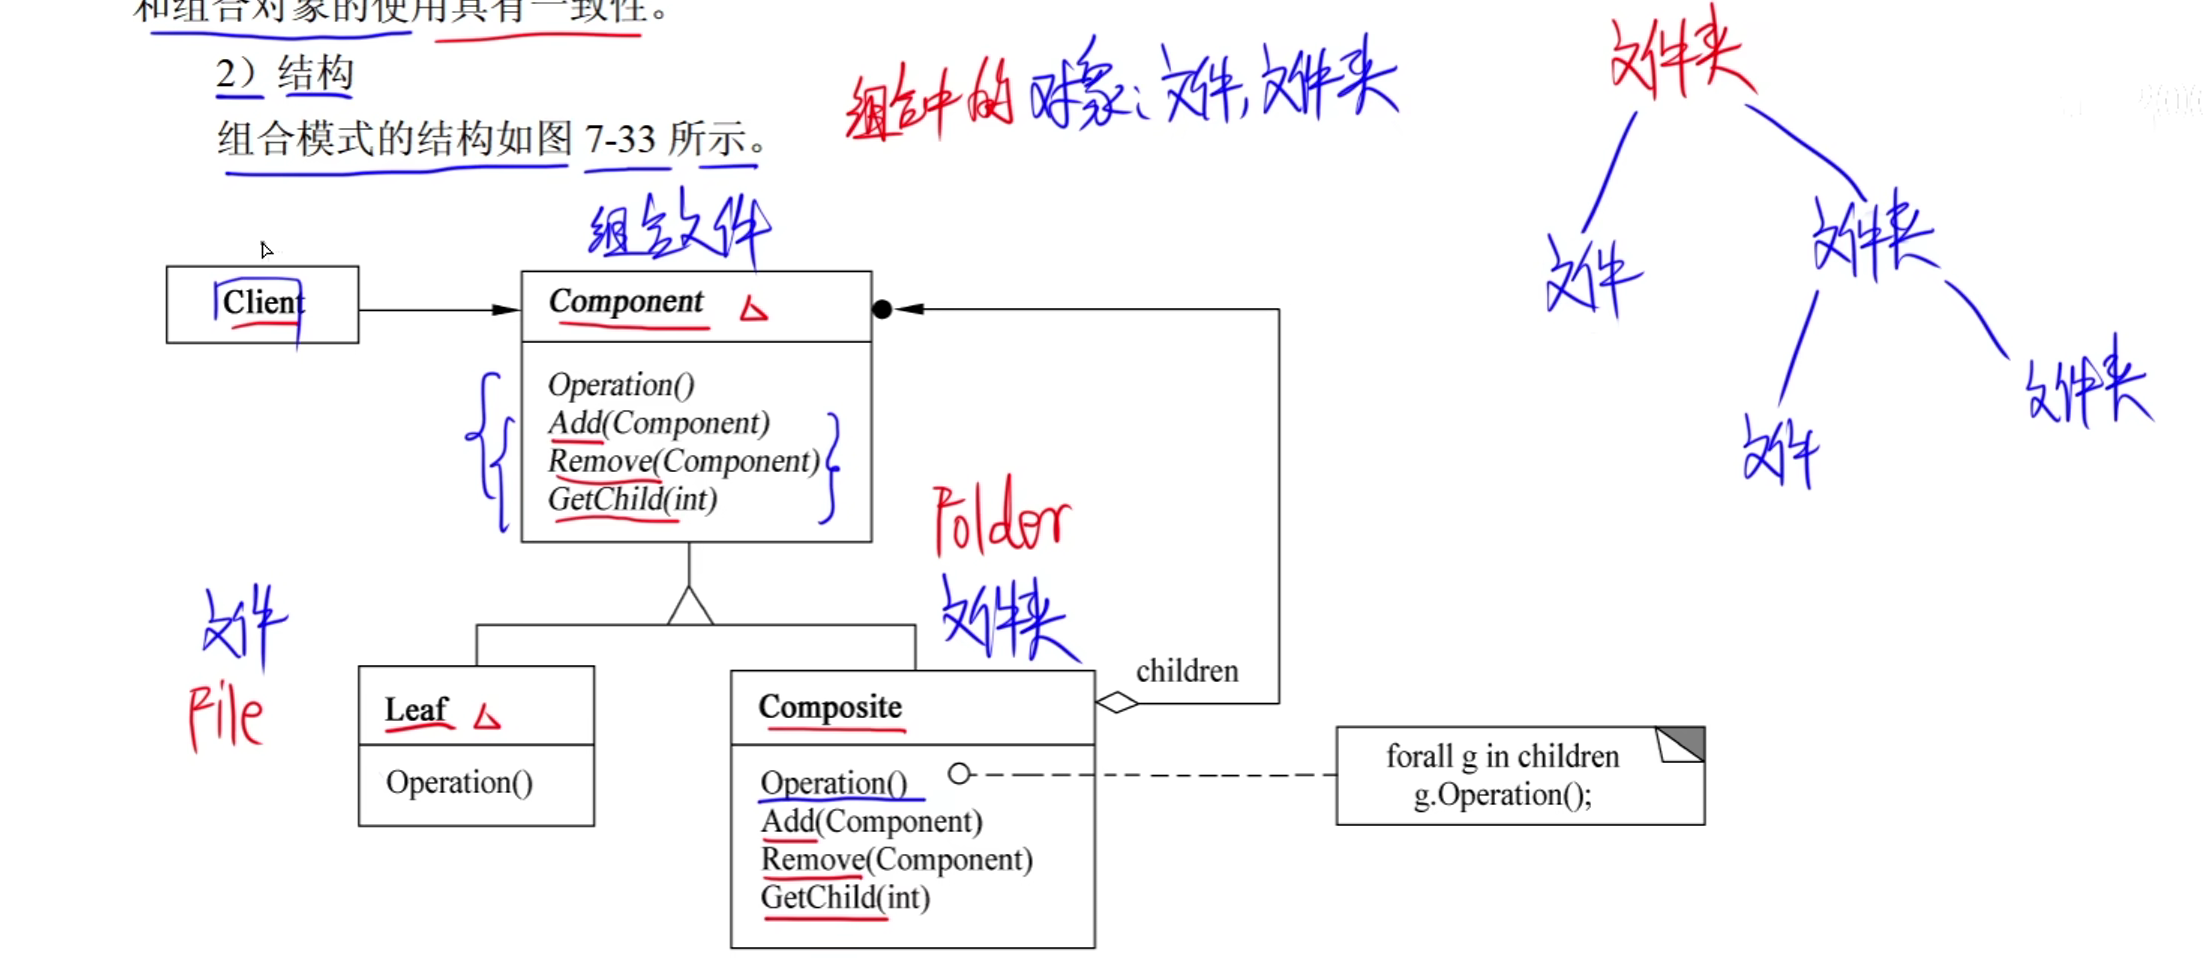 和组合对象的使用具有一致性。
2）结构
组合中的对象：文件，文件夹
组合模式的结构如图 7-33 所示。
文件夹
文件
文件夹
文件
文件夹
组合文件
Client
Component
Operation()
Add(Component)
Remove(Component)
GetChild(int)
文件
File
Folder
文件夹
Leaf
Operation()
Composite
Operation()
Add(Component)
Remove(Component)
GetChild(int)
children
forall g in children
g.Operation();